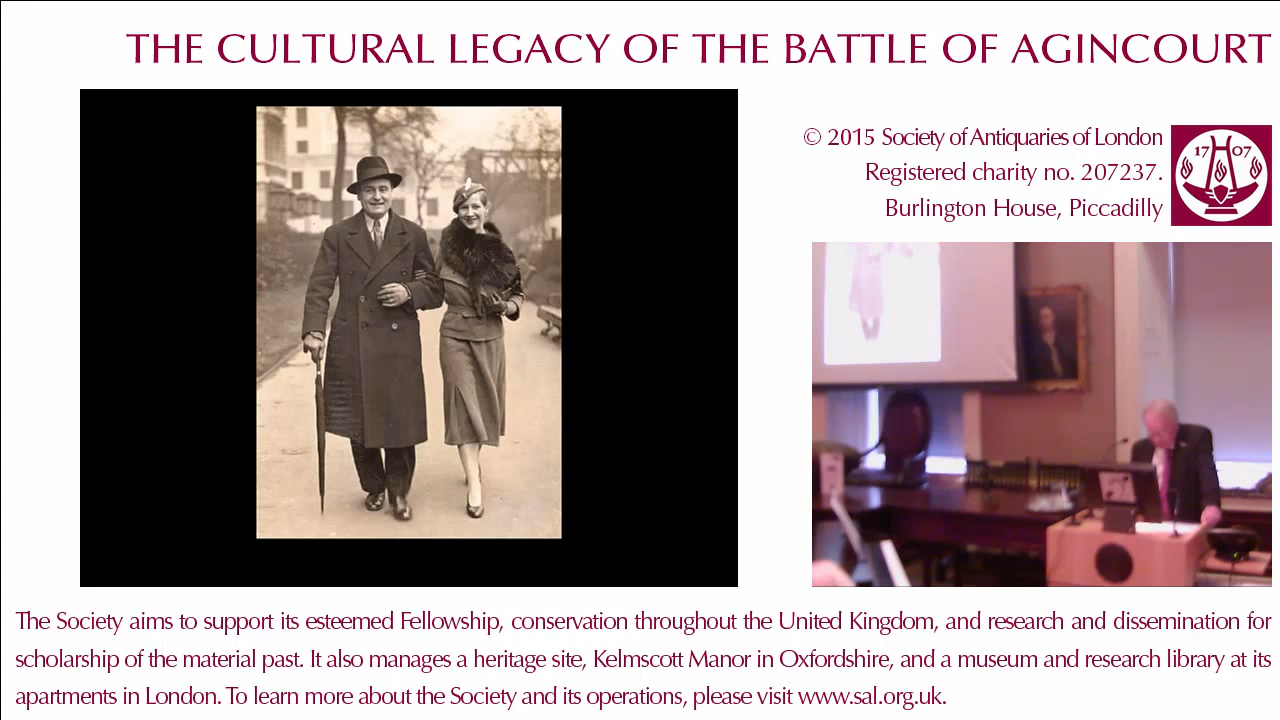 THE CULTURAL LEGACY OF THE BATTLE OF AGINCOURT
© 2015 Society of Antiquaries of London
Registered charity no. 207237.
Burlington House, Piccadilly
17 07
The Society aims to support its esteemed Fellowship, conservation throughout the United Kingdom, and research and dissemination for
scholarship of the material past. It also manages a heritage site, Kelmscott Manor in Oxfordshire, and a museum and research library at its
apartments in London. To learn more about the Society and its operations, please visit www.sal.org.uk.